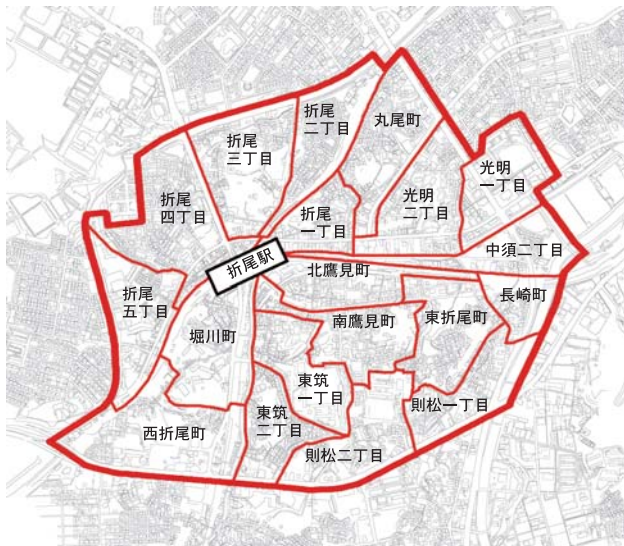 折尾
二丁目
丸尾町
折尾
三丁目
光明
一丁目
折尾
四丁目
光明
二丁目
折尾
一丁目
中須二丁目
折尾駅
北鷹見町
長崎町
折尾
五丁目
堀川町
南鷹見町
東折尾町
東筑
一丁目
則松一丁目
東筑
二丁目
西折尾町
則松二丁目